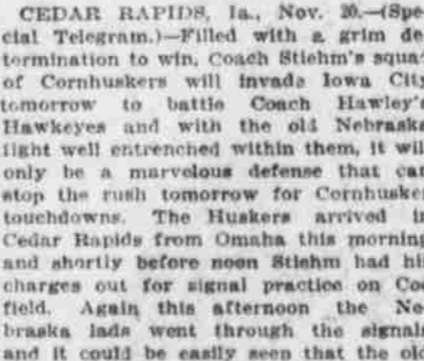 CEDAR RAPIDS, Ia., Nov. 20.—(Spe
cial Telegram.)—Filled with a grim de
termination to win, Coach Stiehm's squa
of Cornhuskers will invade Iowa City
tomorrow to battle Coach Hawley's
Hawkeyes and with the old Nebraska
fight well entrenched within them, it wil
only be a marvelous defense that can
stop the rush tomorrow for Cornhusker
touchdowns. The Huskers arrived in
Cedar Rapids from Omaha this morning
and shortly before noon Stiehm had his
charges out for signal practice on Coe
field. Again this afternoon the Ne-
braska lads went through the signals
and it could be easily seen that the old